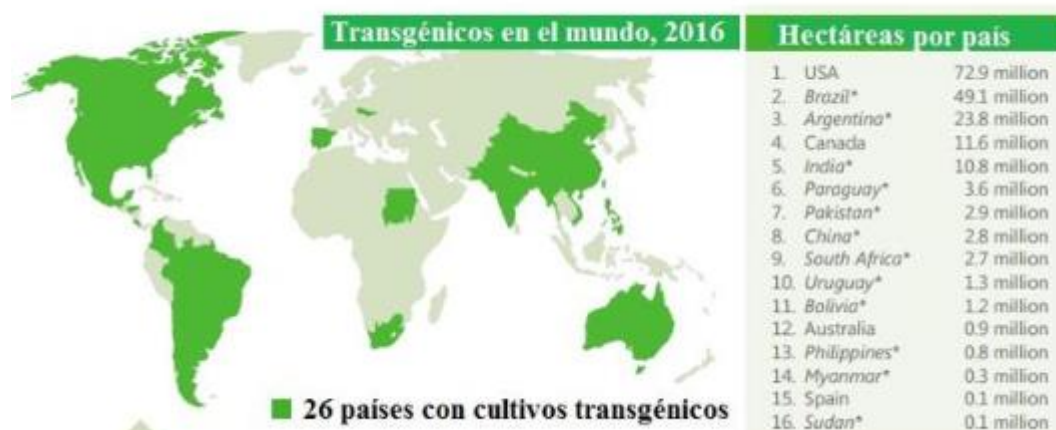 Transgénicos en el mundo, 2016
26 países con cultivos transgénicos
Hectáreas por país
1. USA 72.9 million
2. Brazil* 49.1 million
3. Argentina* 23.8 million
4. Canada 11.6 million
5. India* 10.8 million
6. Paraguay* 3.6 million
7. Pakistan* 2.9 million
8. China* 2.8 million
9. South Africa* 2.7 million
10. Uruguay* 1.3 million
11. Bolivia* 1.2 million
12. Australia 0.9 million
13. Philippines* 0.8 million
14. Myanmar* 0.3 million
15. Spain 0.1 million
16. Sudan* 0.1 million